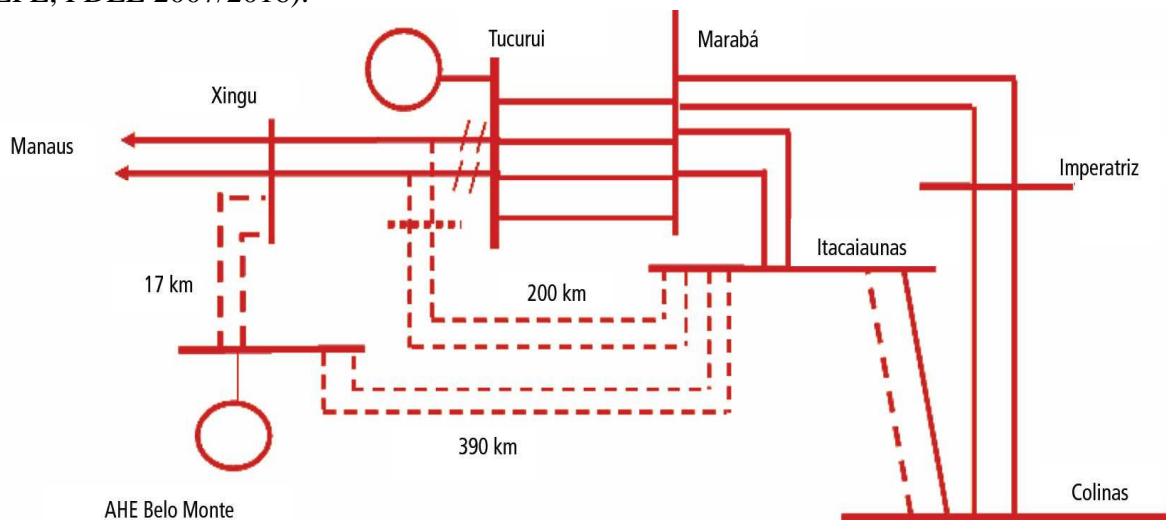 Tucurui
Marabá
Xingu
Manaus
Imperatriz
Itacaiaunas
17 km
200 km
390 km
Colinas
AHE Belo Monte